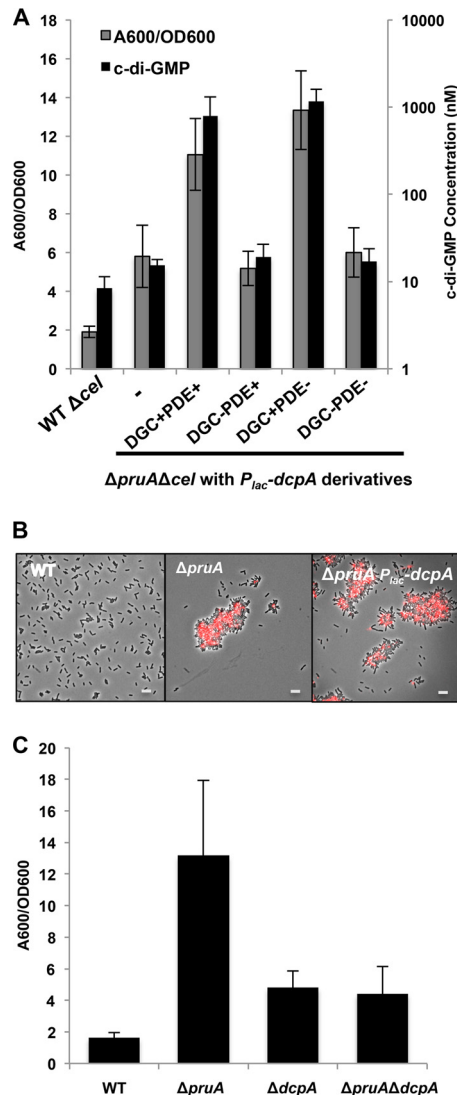 A
A600/OD600
c-di-GMP
18
16
14
12
10
8
6
4
2
0
A600/OD600
10000
1000
100
10
1
c-di-GMP Concentration (nM)
WT Δcel
-
DGC+PDE+
DGC-PDE+
DGC+PDE-
DGC-PDE-
ΔpruAΔcel with Plac-dcpA derivatives
B
WT
ΔpruA
ΔpruA Plac-dcpA
C
20
18
16
14
12
10
8
6
4
2
0
A600/OD600
WT
ΔpruA
ΔdcpA
ΔpruAΔdcpA